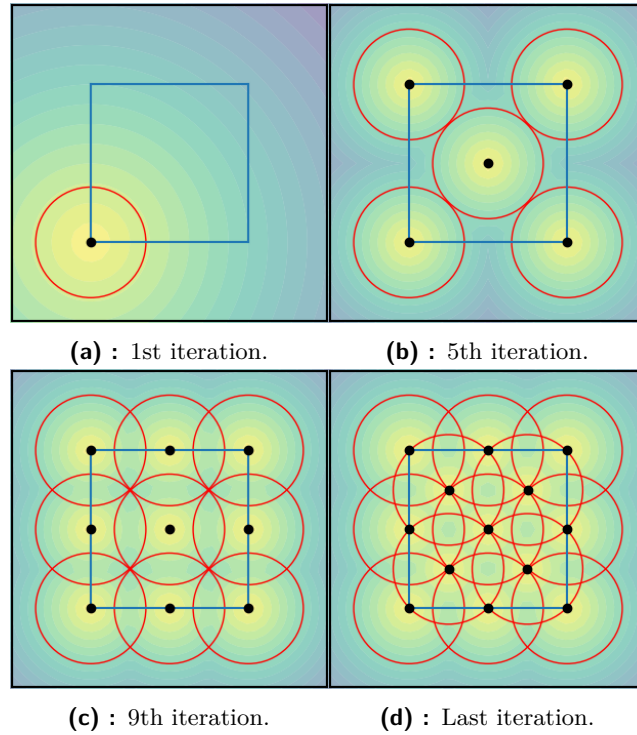 (a) : 1st iteration.
(b) : 5th iteration.
(c) : 9th iteration.
(d) : Last iteration.